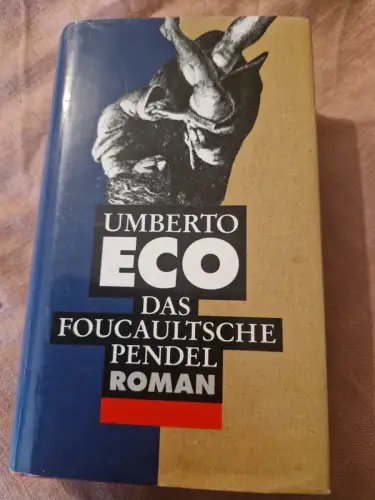 UMBERTO
ECO
DAS
FOUCAULTSCHE
PENDEL
ROMAN